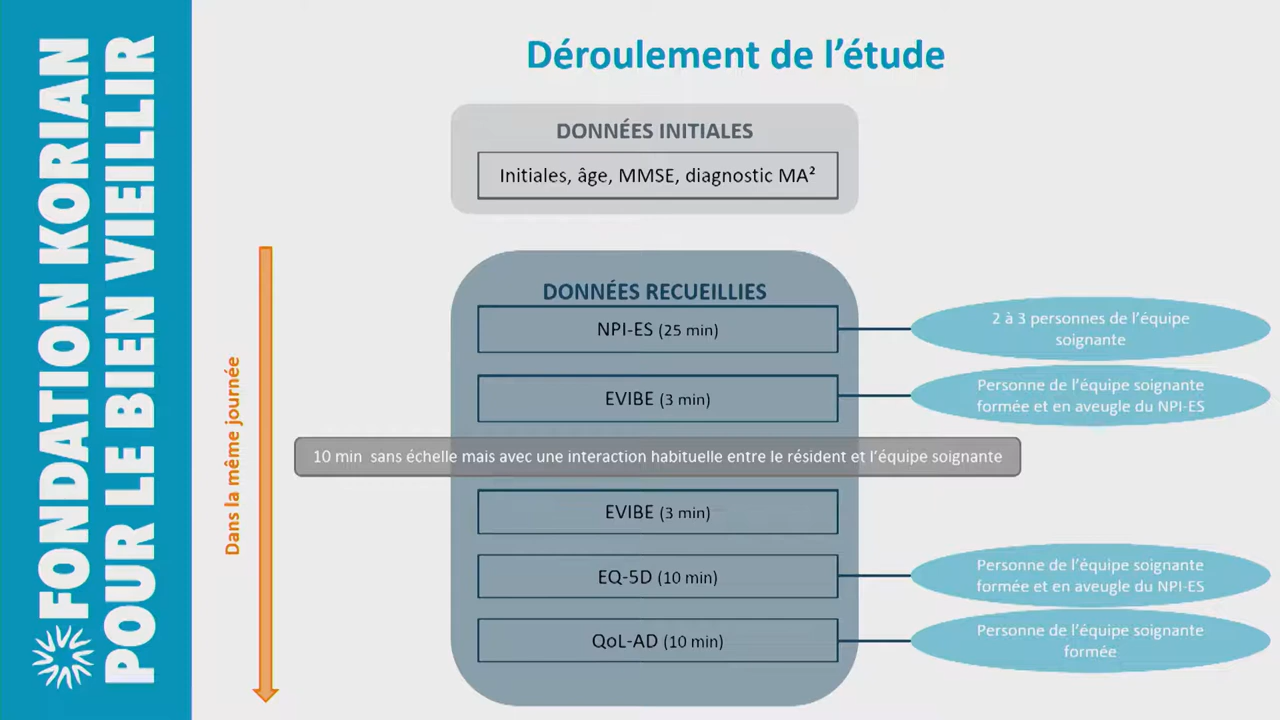 FONDATION KORIAN
POUR LE BIEN VIEILLIR
Déroulement de l'étude
DONNÉES INITIALES
Initiales, âge, MMSE, diagnostic MA²
Dans la même journée
DONNÉES RECUEILLIES
NPI-ES (25 min)
2 à 3 personnes de l'équipe
soignante
EVIBE (3 min)
Personne de l'équipe soignante
formée et en aveugle du NPI-ES
10 min sans échelle mais avec une interaction habituelle entre le résident et l'équipe soignante
EVIBE (3 min)
EQ-5D (10 min)
Personne de l'équipe soignante
formée et en aveugle du NPI-ES
QoL-AD (10 min)
Personne de l'équipe soignante
formée